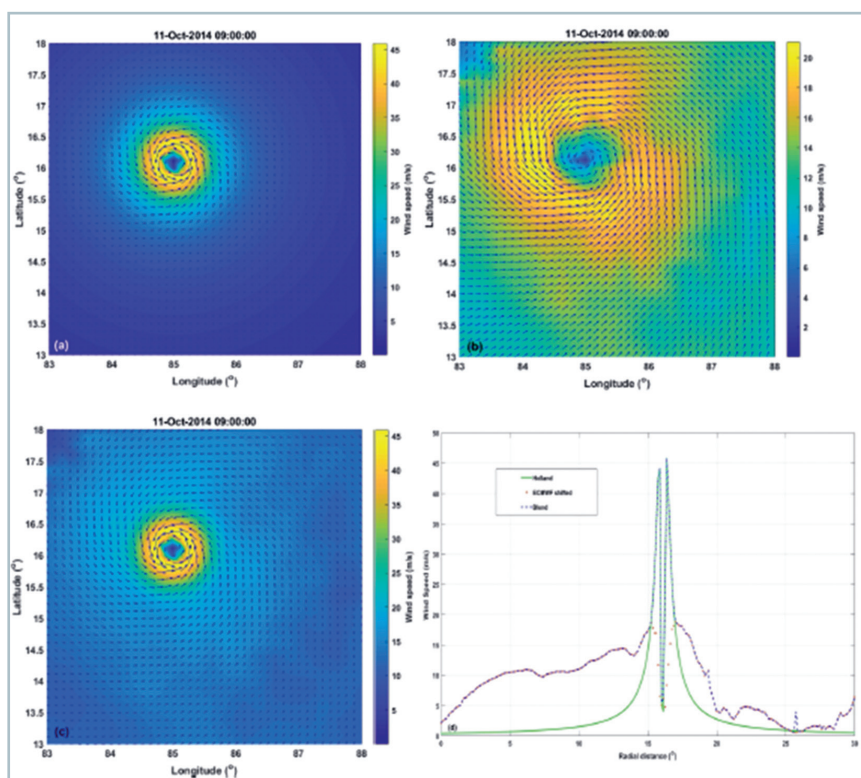 11-Oct-2014 09:00:00
18
17.5
17
16.5
16
15.5
15
14.5
14
13.5
13
Latitude (°)
(a)
83 84 85 86 87 88
Longitude (°)
45
40
35
30
25
20
15
10
5
Wind speed (m/s)
11-Oct-2014 09:00:00
18
17.5
17
16.5
16
15.5
15
14.5
14
13.5
13
Latitude (°)
(b)
83 84 85 86 87 88
Longitude (°)
20
18
16
14
12
10
8
6
4
2
Wind speed (m/s)
11-Oct-2014 09:00:00
18
17.5
17
16.5
16
15.5
15
14.5
14
13.5
13
Latitude (°)
(c)
83 84 85 86 87 88
Longitude (°)
45
40
35
30
25
20
15
10
5
Wind speed (m/s)
50
45
40
35
30
25
20
15
10
5
0
Wind Speed (m/s)
Holland
ECMWF shifted
Blend
(d)
0 5 10 15 20 25 30
Radial distance (°)